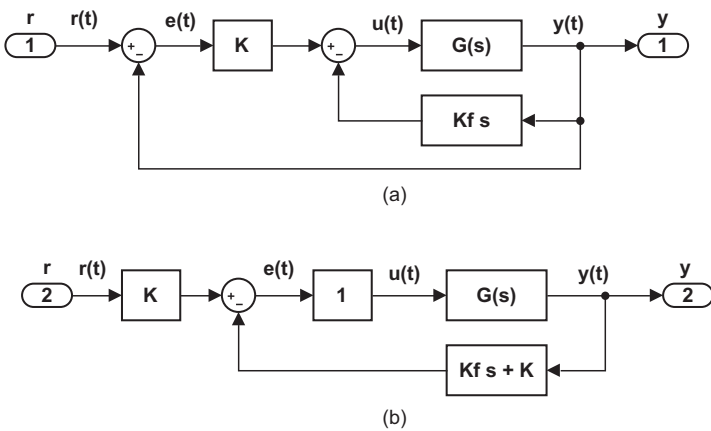 r r(t) e(t) u(t) y(t) y
1 + − K + − G(s) 1
Kf s
(a)
r r(t) e(t) u(t) y(t) y
2 K + − 1 G(s) 2
Kf s + K
(b)